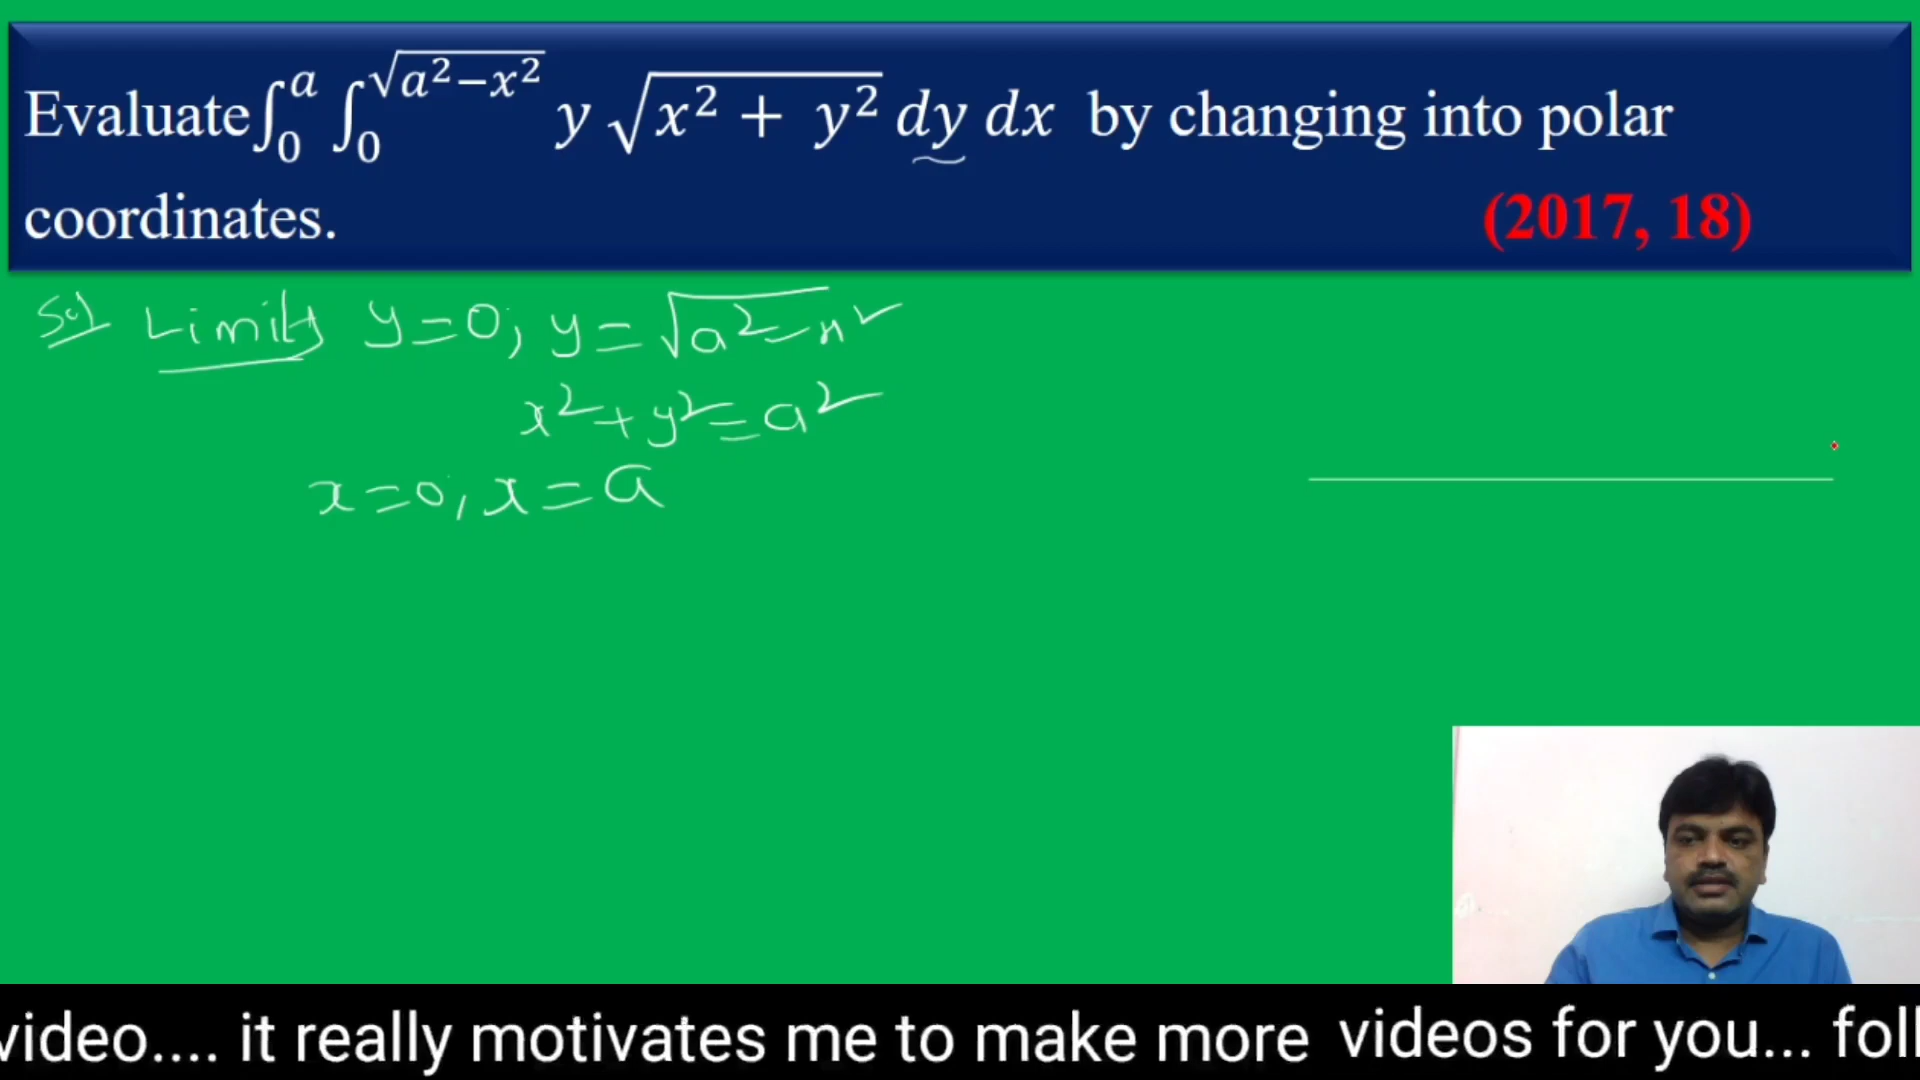 Evaluate∫₀ᵃ ∫₀^√(a²−x²) y √(x² + y²) dy dx by changing into polar
coordinates. (2017, 18)
Sol Limits y=0; y=√(a²−x²)
x²+y²=a²
x=0, x=a
video.... it really motivates me to make more videos for you... foll